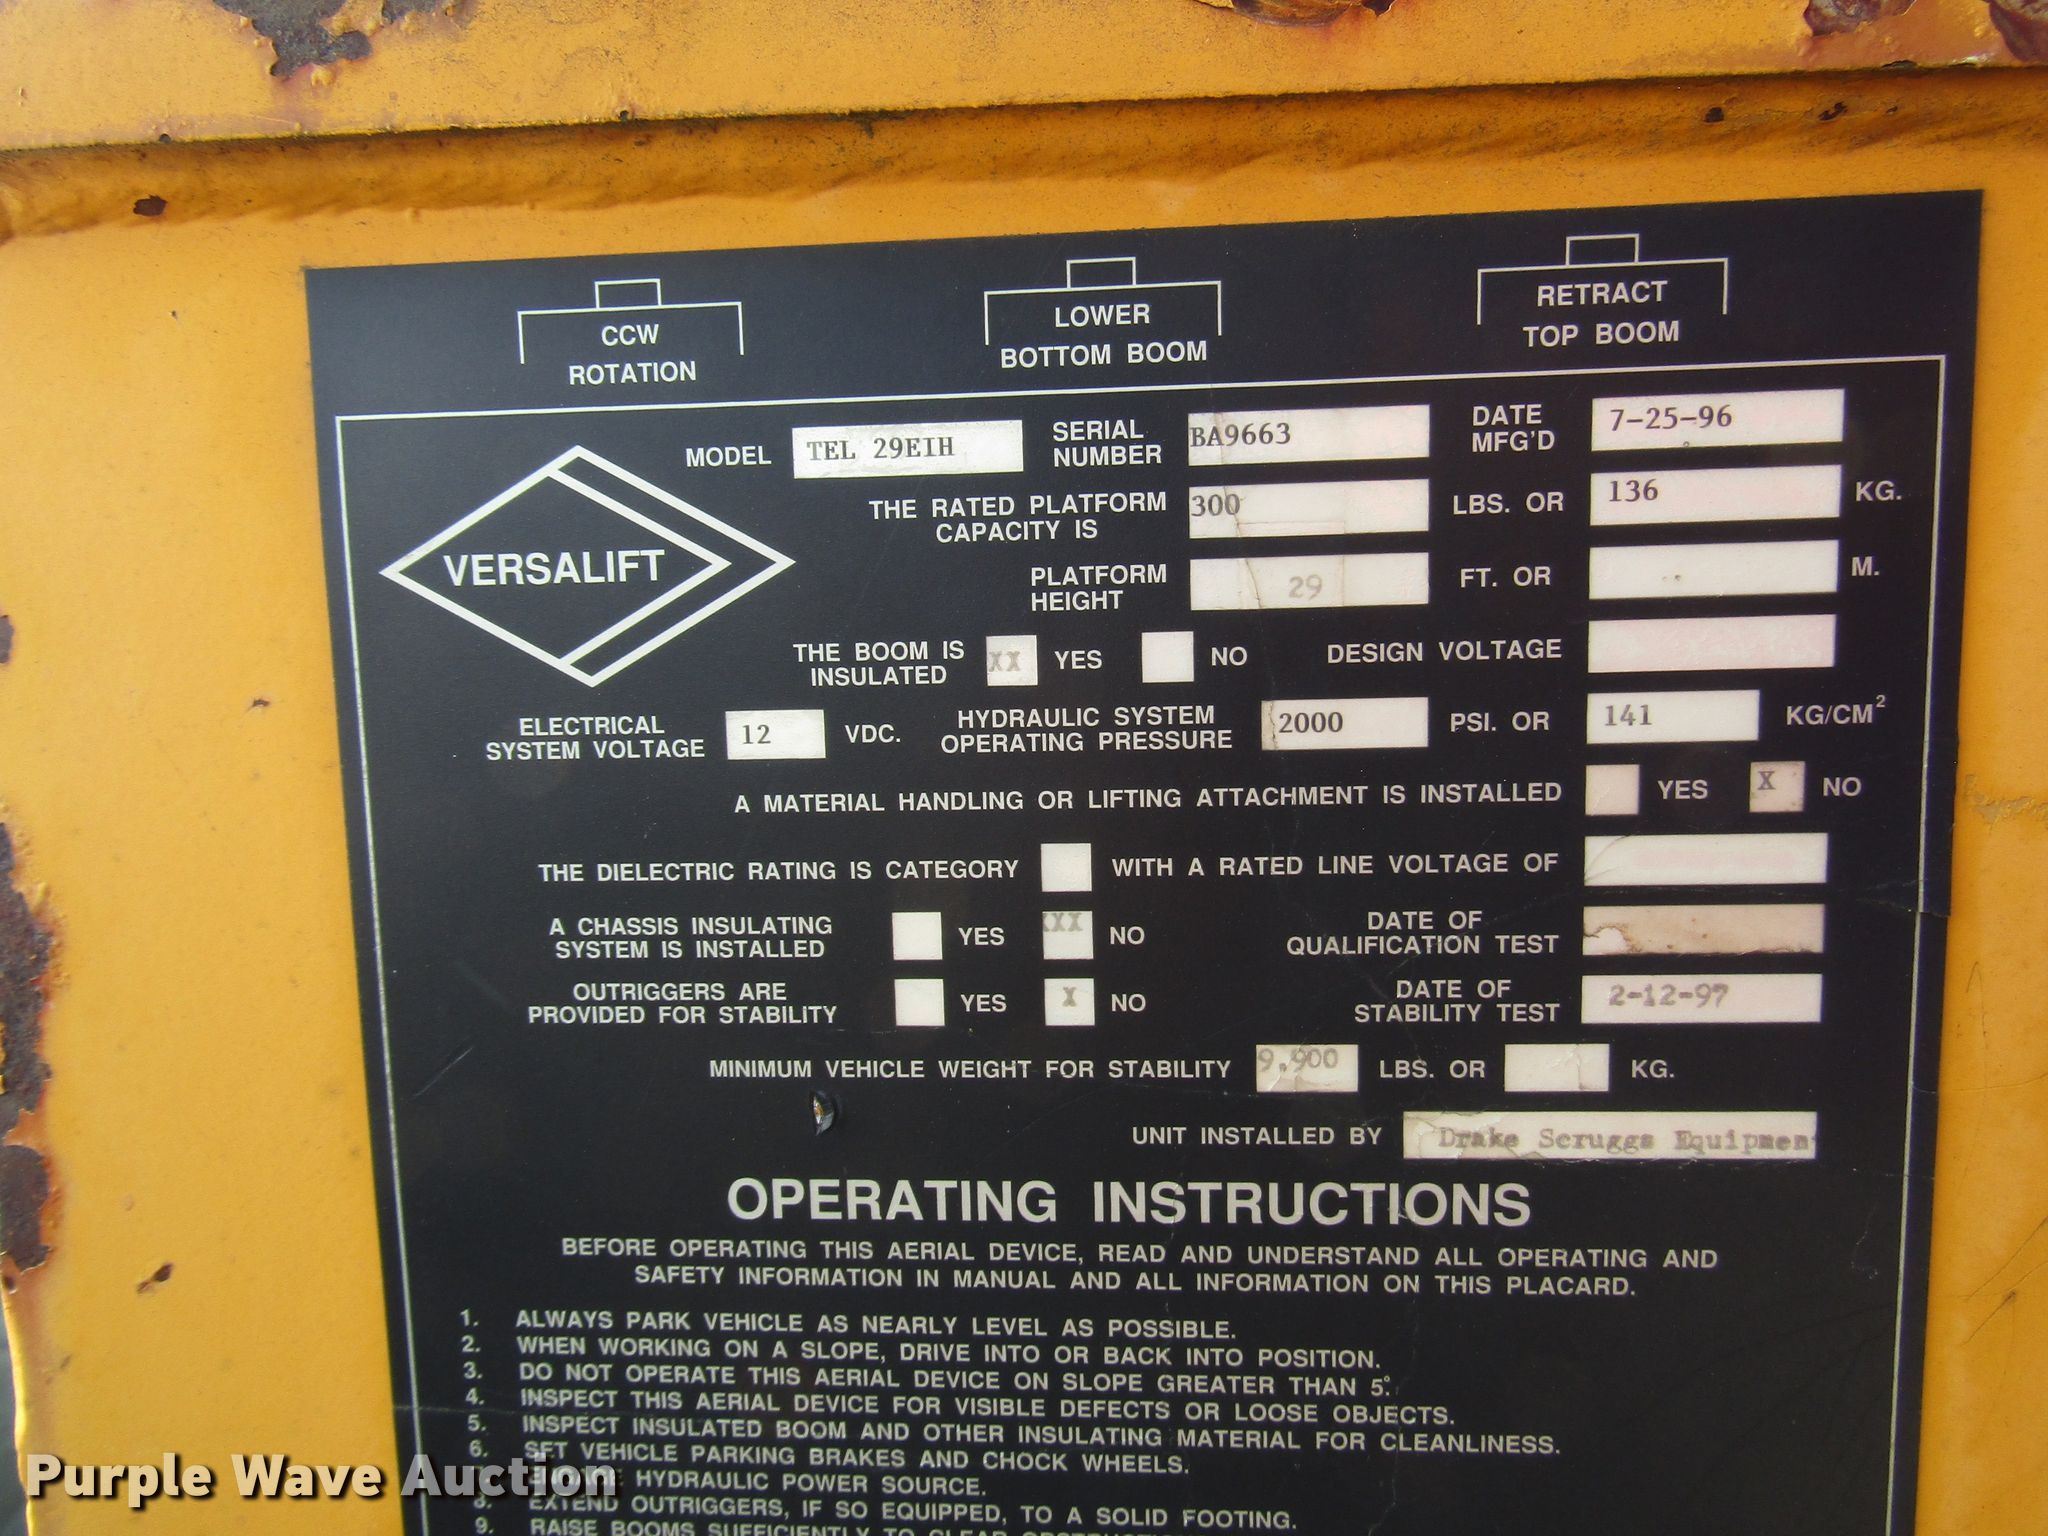 CCW
ROTATION
LOWER
BOTTOM BOOM
RETRACT
TOP BOOM
VERSALIFT
MODEL TEL 29EIH SERIAL NUMBER BA9663 DATE MFG'D 7-25-96
THE RATED PLATFORM CAPACITY IS 300 LBS. OR 136 KG.
PLATFORM HEIGHT 29 FT. OR M.
THE BOOM IS INSULATED XX YES NO DESIGN VOLTAGE
ELECTRICAL SYSTEM VOLTAGE 12 VDC. HYDRAULIC SYSTEM OPERATING PRESSURE 2000 PSI. OR 141 KG/CM²
A MATERIAL HANDLING OR LIFTING ATTACHMENT IS INSTALLED YES X NO
THE DIELECTRIC RATING IS CATEGORY WITH A RATED LINE VOLTAGE OF
A CHASSIS INSULATING SYSTEM IS INSTALLED YES XXX NO DATE OF QUALIFICATION TEST
OUTRIGGERS ARE PROVIDED FOR STABILITY YES X NO DATE OF STABILITY TEST 2-12-97
MINIMUM VEHICLE WEIGHT FOR STABILITY 9,900 LBS. OR KG.
UNIT INSTALLED BY Drake Scruggs Equipmen
OPERATING INSTRUCTIONS
BEFORE OPERATING THIS AERIAL DEVICE, READ AND UNDERSTAND ALL OPERATING AND
SAFETY INFORMATION IN MANUAL AND ALL INFORMATION ON THIS PLACARD.
1. ALWAYS PARK VEHICLE AS NEARLY LEVEL AS POSSIBLE.
2. WHEN WORKING ON A SLOPE, DRIVE INTO OR BACK INTO POSITION.
3. DO NOT OPERATE THIS AERIAL DEVICE ON SLOPE GREATER THAN 5°.
4. INSPECT THIS AERIAL DEVICE FOR VISIBLE DEFECTS OR LOOSE OBJECTS.
5. INSPECT INSULATED BOOM AND OTHER INSULATING MATERIAL FOR CLEANLINESS.
6. SET VEHICLE PARKING BRAKES AND CHOCK WHEELS.
7. ENGAGE HYDRAULIC POWER SOURCE.
8. EXTEND OUTRIGGERS, IF SO EQUIPPED, TO A SOLID FOOTING.
9. RAISE BOOMS SUFFICIENTLY TO CLEAR
Purple Wave Auction